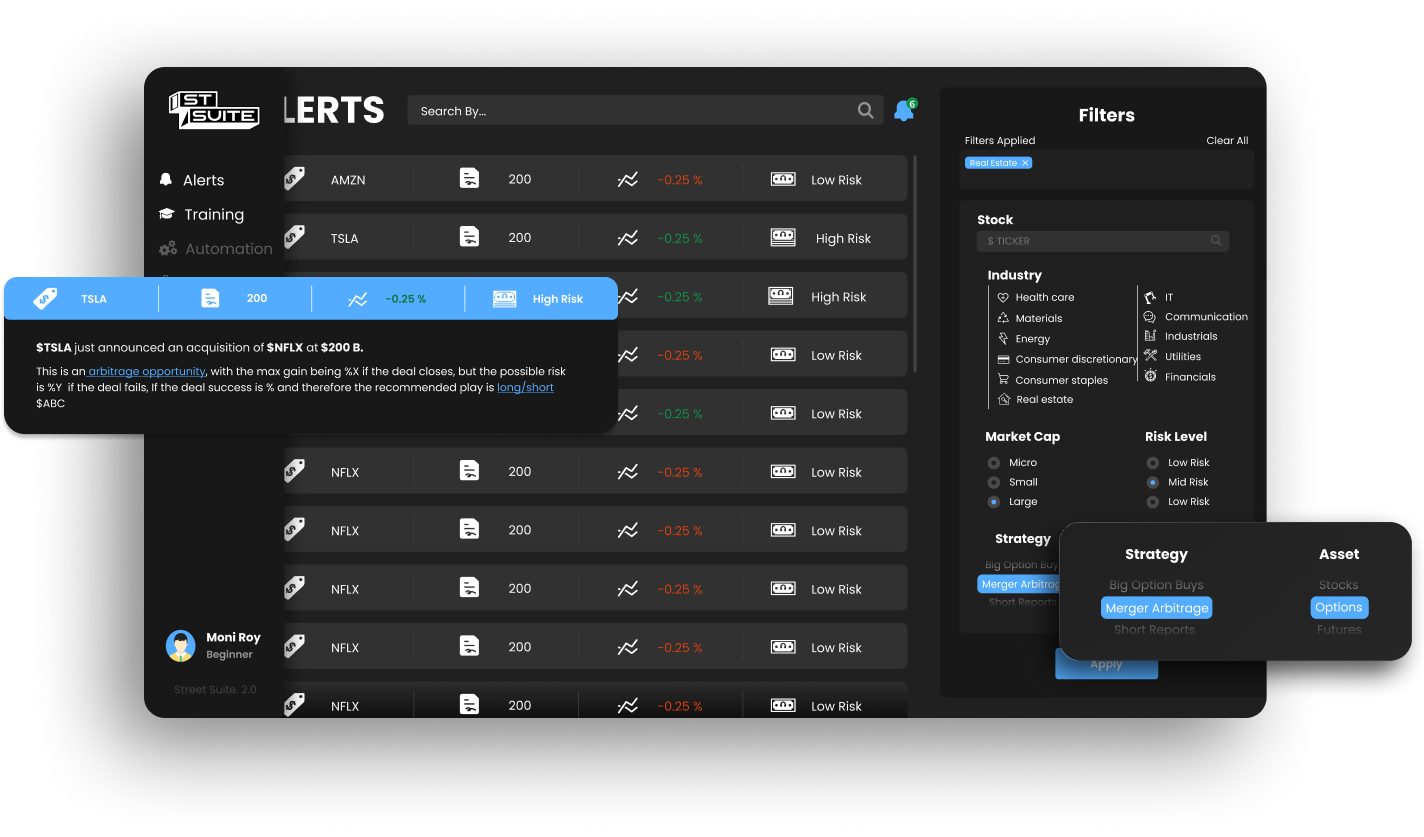 1ST
SUITE
LERTS
Search By...
6
Alerts
Training
Automation
AMZN 200 -0.25 % Low Risk
TSLA 200 -0.25 % High Risk
-0.25 % High Risk
-0.25 % Low Risk
-0.25 % Low Risk
NFLX 200 -0.25 % Low Risk
NFLX 200 -0.25 % Low Risk
NFLX 200 -0.25 % Low Risk
NFLX 200 -0.25 % Low Risk
NFLX 200 -0.25 % Low Risk
TSLA 200 -0.25 % High Risk
$TSLA just announced an acquisition of $NFLX at $200 B.
This is an arbitrage opportunity, with the max gain being %X if the deal closes, but the possible risk
is %Y if the deal fails, If the deal success is % and therefore the recommended play is long/short
$ABC
Moni Roy
Beginner
Street Suite. 2.0
Filters
Filters Applied Clear All
Real Estate ×
Stock
$ TICKER
Industry
Health care
Materials
Energy
Consumer discretionary
Consumer staples
Real estate
IT
Communication
Industrials
Utilities
Financials
Market Cap
Micro
Small
Large
Risk Level
Low Risk
Mid Risk
Low Risk
Strategy
Big Option Buy
Merger Arbitrag
Short Reports
Strategy
Big Option Buys
Merger Arbitrage
Short Reports
Asset
Stocks
Options
Futures
Apply